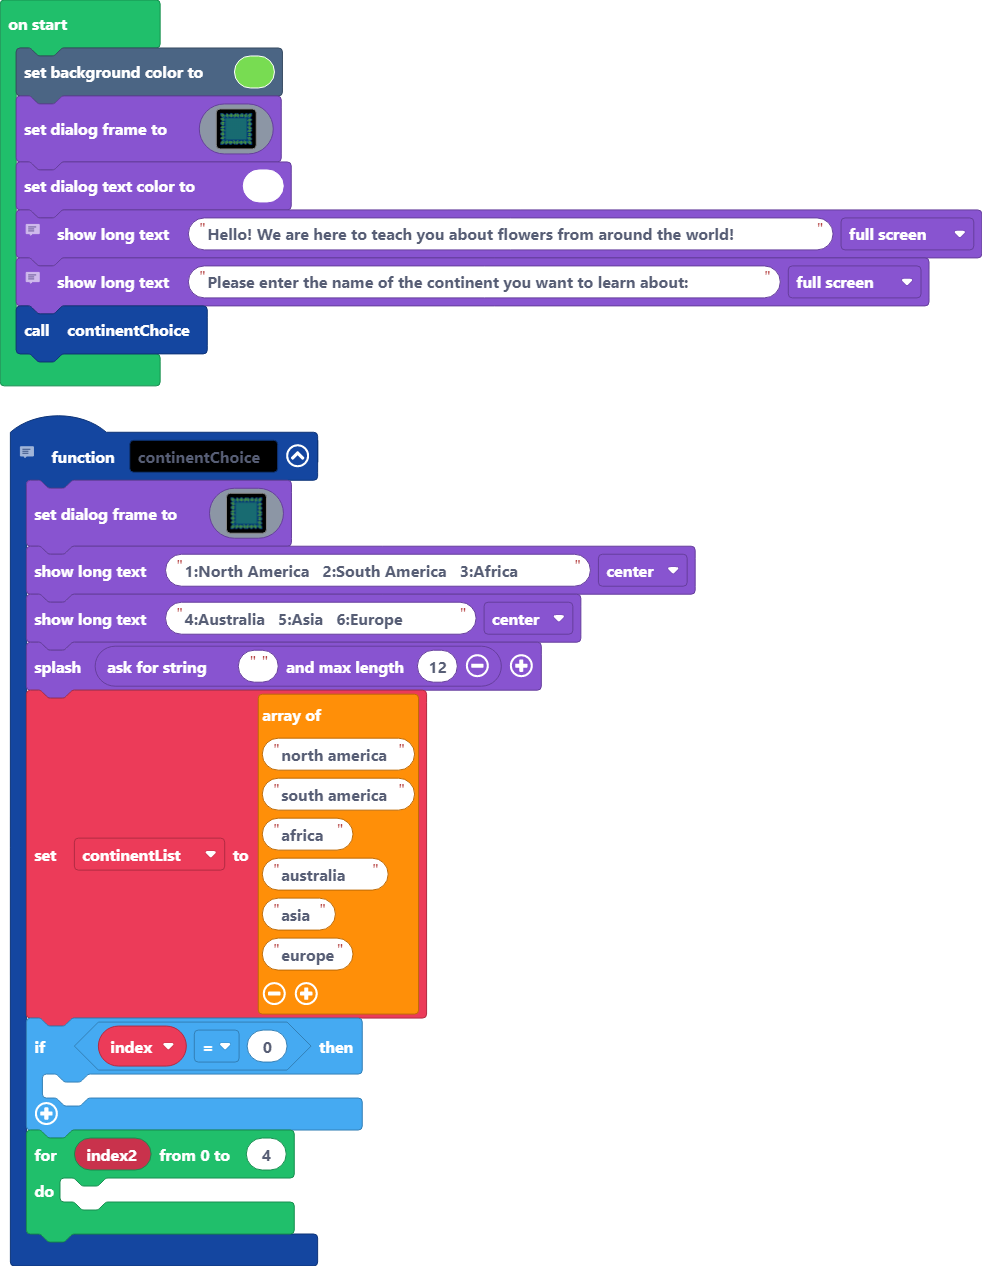 on start
set background color to
set dialog frame to
set dialog text color to
show long text "Hello! We are here to teach you about flowers from around the world!" full screen
show long text "Please enter the name of the continent you want to learn about: " full screen
call continentChoice
function continentChoice
set dialog frame to
show long text "1:North America 2:South America 3:Africa " center
show long text "4:Australia 5:Asia 6:Europe " center
splash ask for string " " and max length 12
array of
"north america"
"south america"
"africa"
set continentList to
"australia"
"asia"
"europe"
if index = 0 then
for index2 from 0 to 4
do